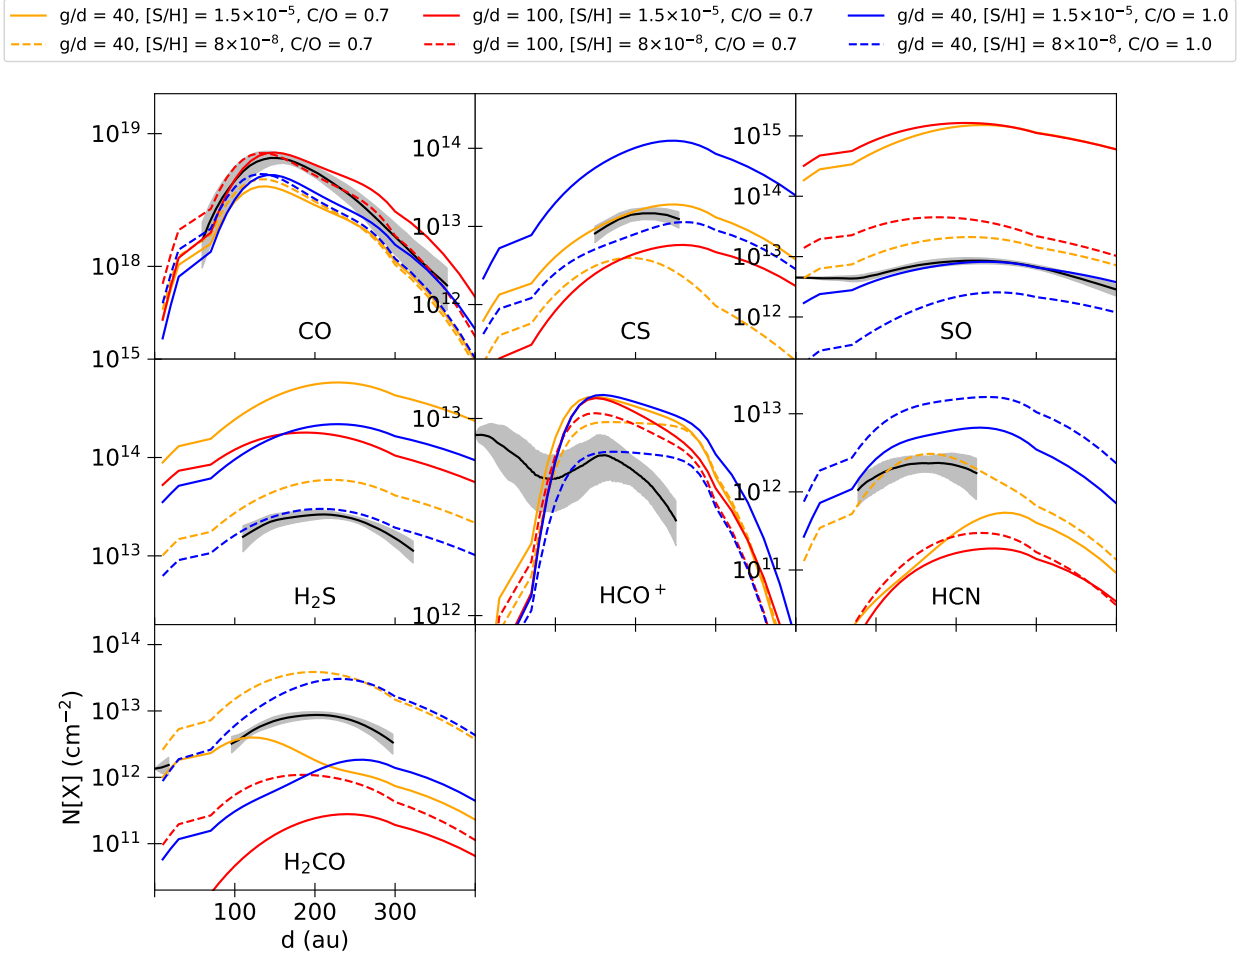 g/d = 40, [S/H] = 1.5×10⁻⁵, C/O = 0.7 g/d = 100, [S/H] = 1.5×10⁻⁵, C/O = 0.7 g/d = 40, [S/H] = 1.5×10⁻⁵, C/O = 1.0
g/d = 40, [S/H] = 8×10⁻⁸, C/O = 0.7 g/d = 100, [S/H] = 8×10⁻⁸, C/O = 0.7 g/d = 40, [S/H] = 8×10⁻⁸, C/O = 1.0
10¹⁹
10¹⁸
CO
10¹⁴
10¹³
10¹²
CS
10¹⁵
10¹⁴
10¹³
10¹²
SO
10¹⁵
10¹⁴
10¹³
H₂S
10¹³
10¹²
HCO⁺
10¹³
10¹²
10¹¹
HCN
10¹⁴
10¹³
10¹²
10¹¹
H₂CO
N[X] (cm⁻²)
100 200 300
d (au)